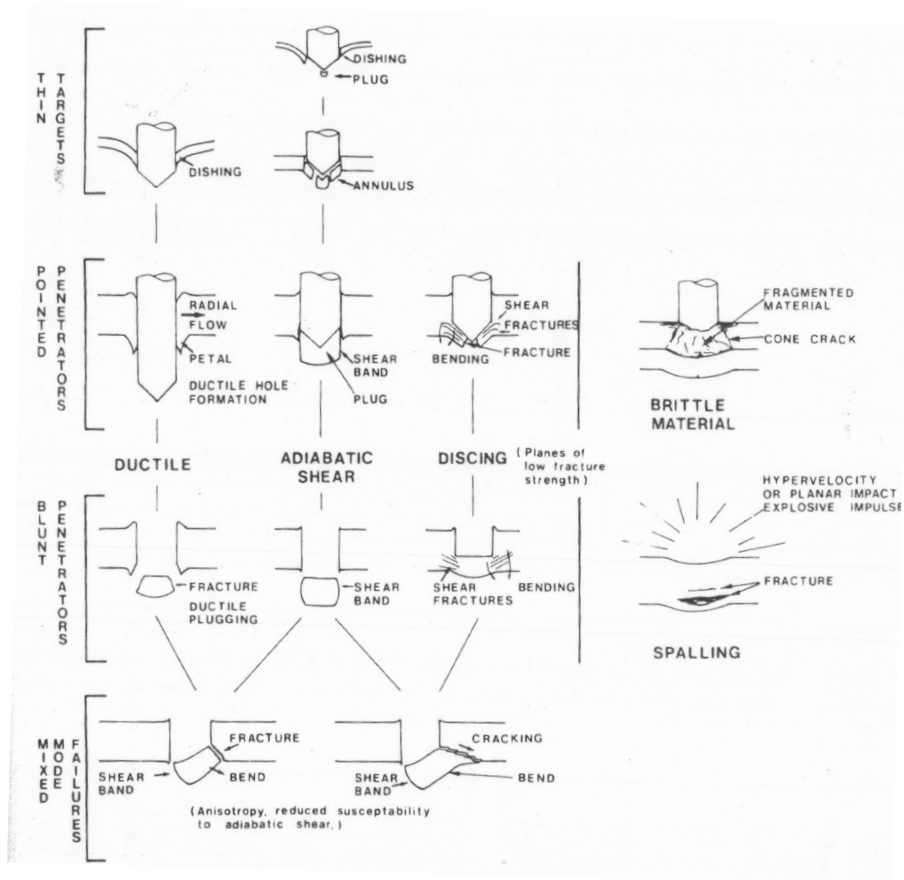 THIN
TARGETS
DISHING
PLUG
DISHING
ANNULUS
POINTED
PENETRATORS
RADIAL
FLOW
PETAL
DUCTILE HOLE
FORMATION
SHEAR
BAND
PLUG
SHEAR
FRACTURES
BENDING
FRACTURE
FRAGMENTED
MATERIAL
CONE CRACK
BRITTLE
MATERIAL
DUCTILE
ADIABATIC
SHEAR
DISCING
(Planes of
low fracture
strength)
BLUNT
PENETRATORS
FRACTURE
DUCTILE
PLUGGING
SHEAR
BAND
SHEAR
FRACTURES
BENDING
HYPERVELOCITY
OR PLANAR IMPACT
EXPLOSIVE IMPULSE
FRACTURE
SPALLING
MIXED
MODE
FAILURES
SHEAR
BAND
FRACTURE
BEND
SHEAR
BAND
CRACKING
BEND
(Anisotropy, reduced susceptability
to adiabatic shear.)